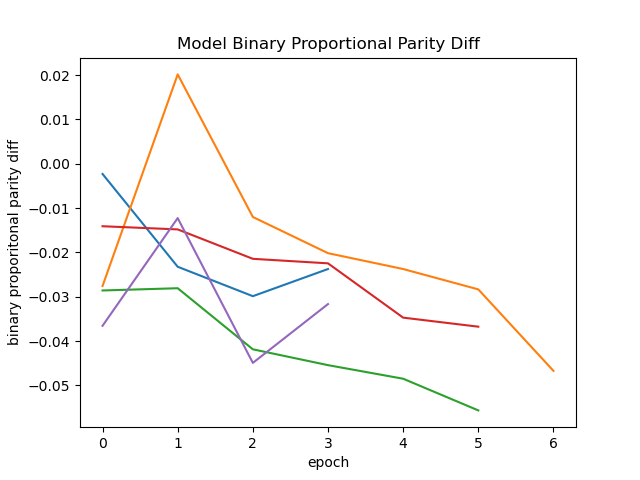 Model Binary Proportional Parity Diff
binary proporitonal parity diff
0.02
0.01
0.00
−0.01
−0.02
−0.03
−0.04
−0.05
0 1 2 3 4 5 6
epoch